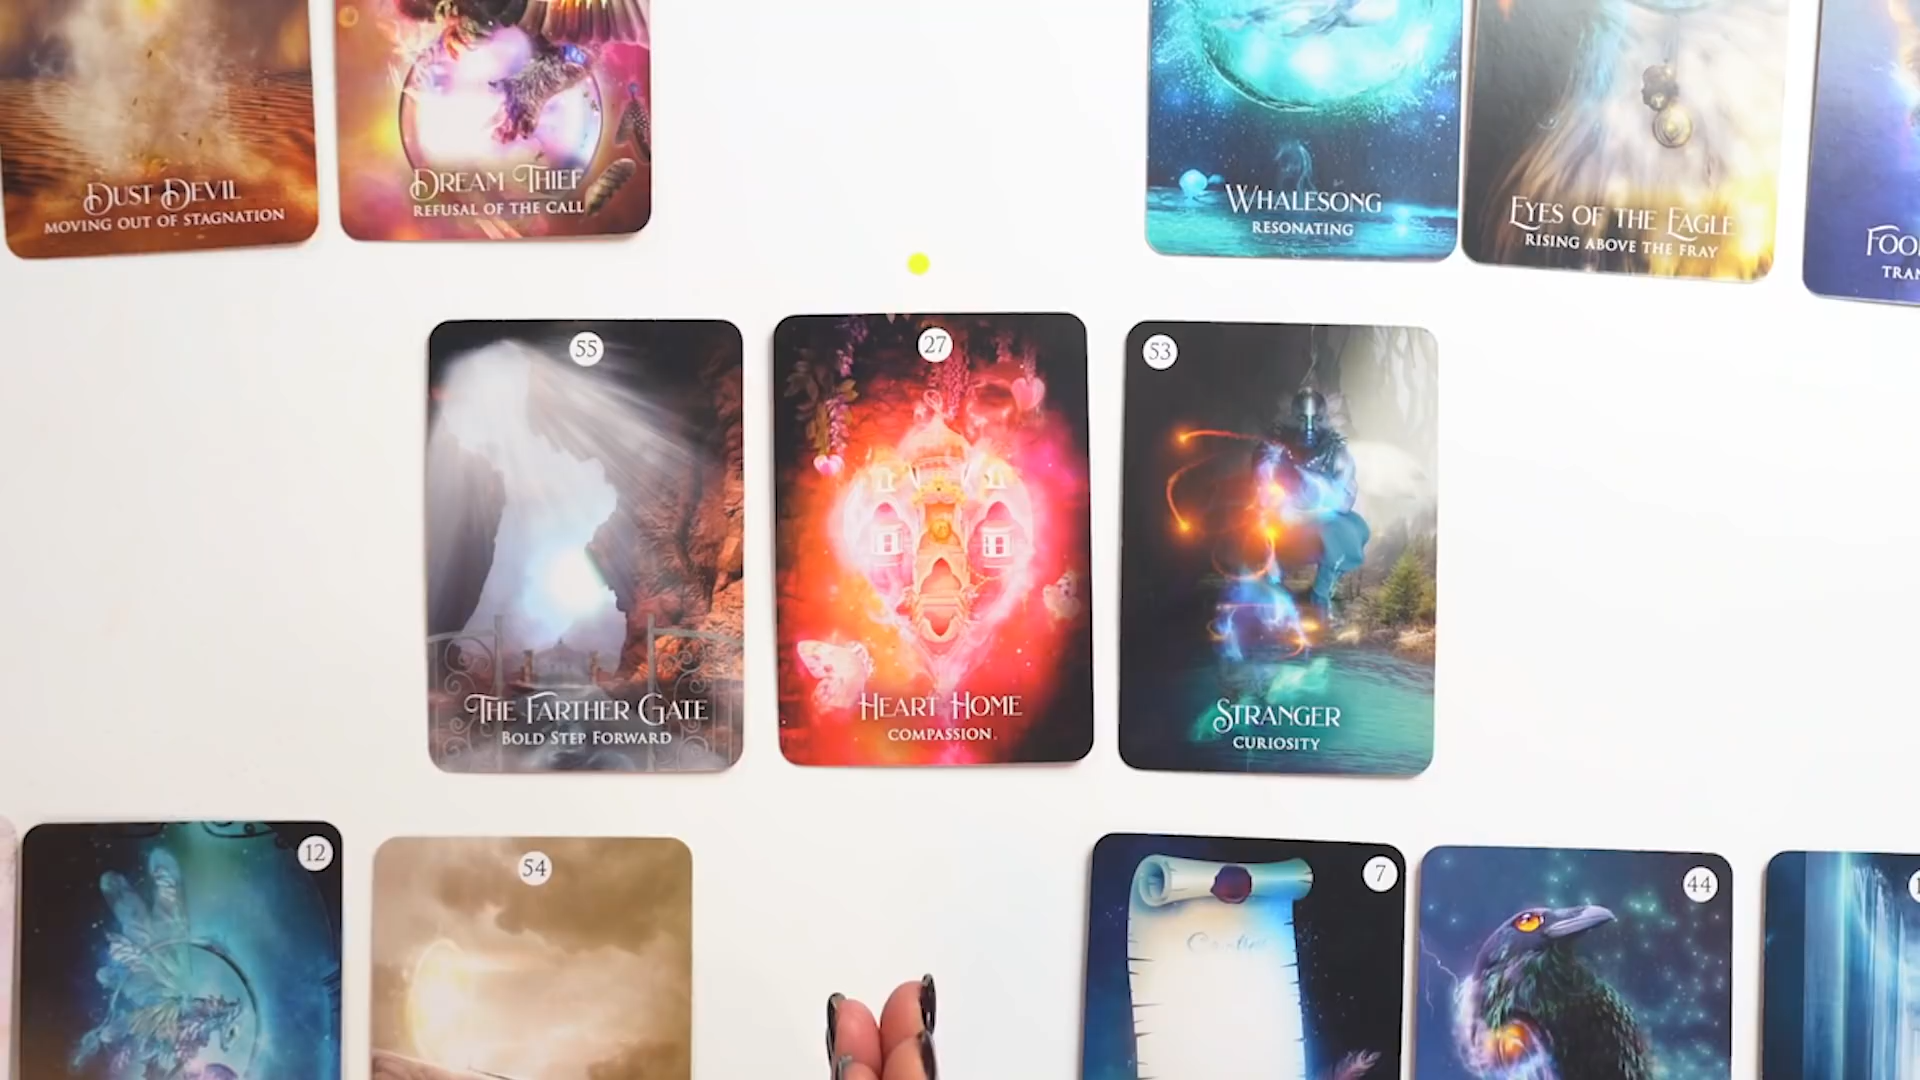 DUST DEVIL
MOVING OUT OF STAGNATION
DREAM THIEF
REFUSAL OF THE CALL
WHALESONG
RESONATING
EYES OF THE EAGLE
RISING ABOVE THE FRAY
55
THE FARTHER GATE
BOLD STEP FORWARD
27
HEART HOME
COMPASSION
53
STRANGER
CURIOSITY
12
54
7
44